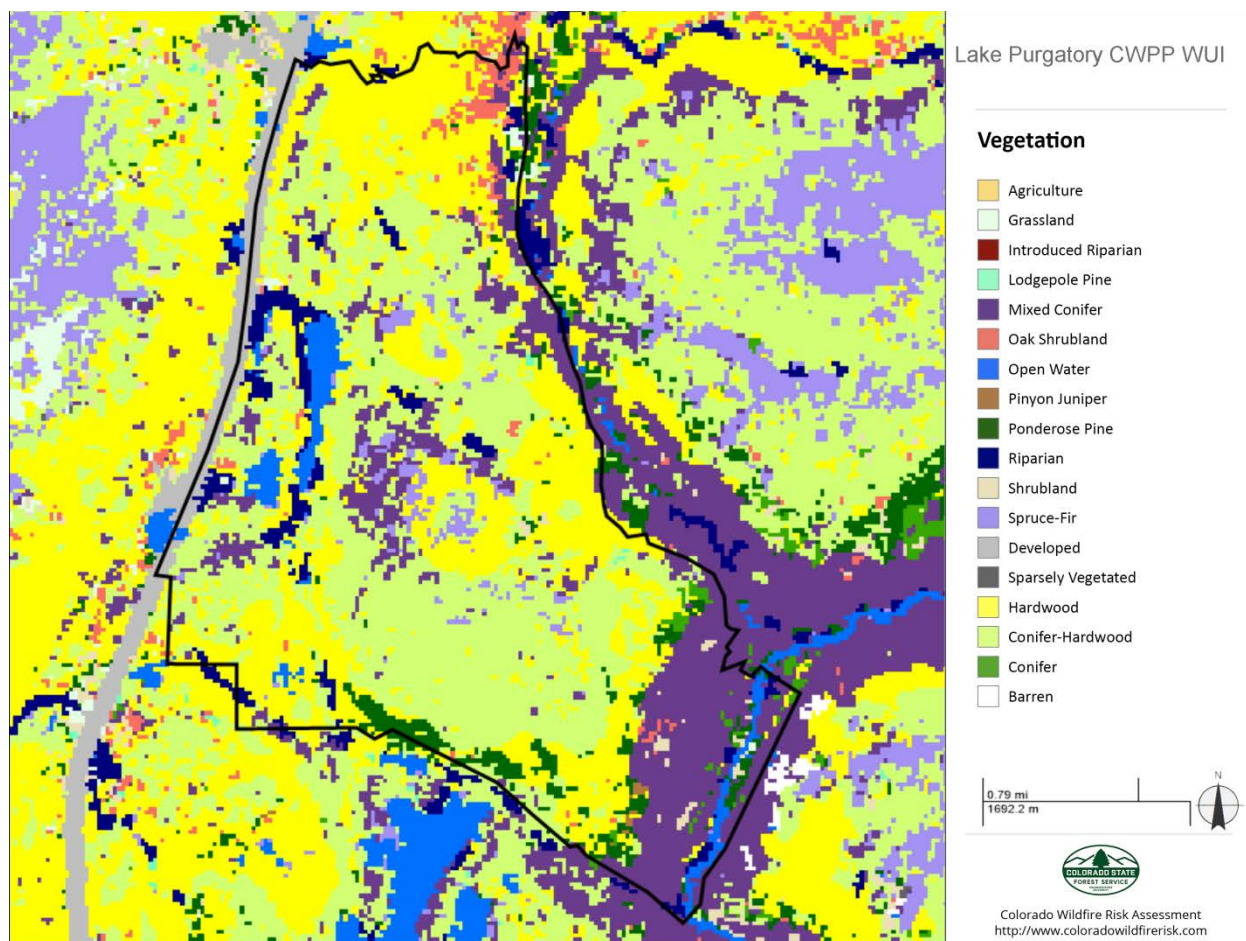 Lake Purgatory CWPP WUI
Vegetation
Agriculture
Grassland
Introduced Riparian
Lodgepole Pine
Mixed Conifer
Oak Shrubland
Open Water
Pinyon Juniper
Ponderose Pine
Riparian
Shrubland
Spruce-Fir
Developed
Sparsely Vegetated
Hardwood
Conifer-Hardwood
Conifer
Barren
0.79 mi
1692.2 m
N
COLORADO STATE
FOREST SERVICE
Colorado Wildfire Risk Assessment
http://www.coloradowildfirerisk.com